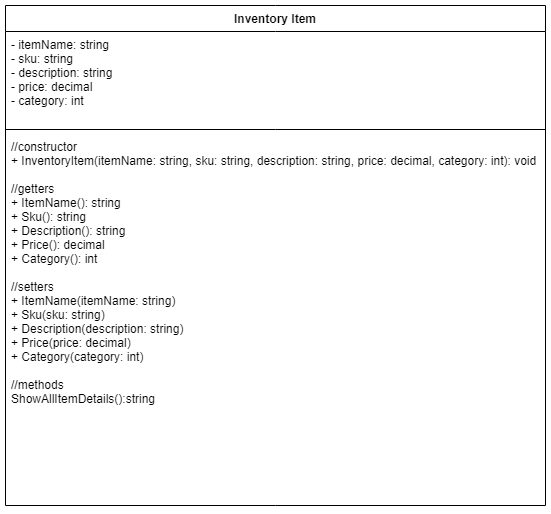 Inventory Item
- itemName: string
- sku: string
- description: string
- price: decimal
- category: int
//constructor
+ InventoryItem(itemName: string, sku: string, description: string, price: decimal, category: int): void
//getters
+ ItemName(): string
+ Sku(): string
+ Description(): string
+ Price(): decimal
+ Category(): int
//setters
+ ItemName(itemName: string)
+ Sku(sku: string)
+ Description(description: string)
+ Price(price: decimal)
+ Category(category: int)
//methods
ShowAllItemDetails():string